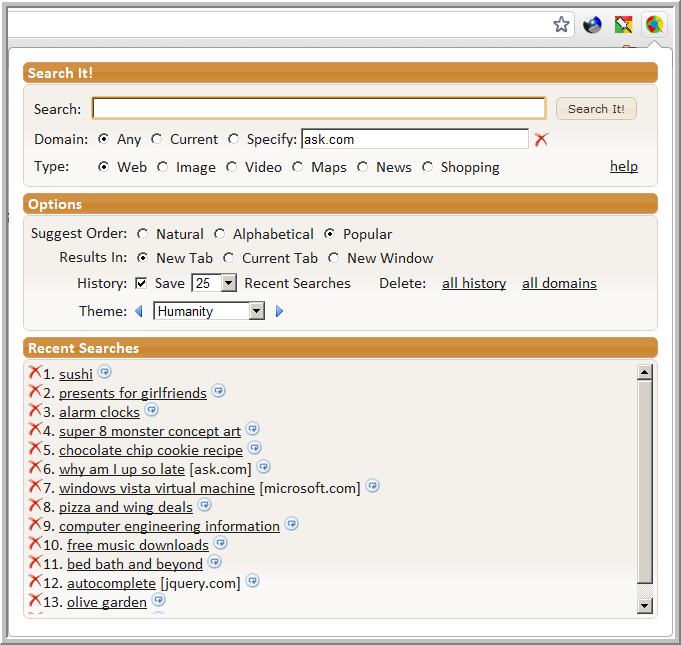 Search It!
Search: Search It!
Domain: Any Current Specify: ask.com
Type: Web Image Video Maps News Shopping help
Options
Suggest Order: Natural Alphabetical Popular
Results In: New Tab Current Tab New Window
History: Save 25 Recent Searches Delete: all history all domains
Theme: Humanity
Recent Searches
1. sushi
2. presents for girlfriends
3. alarm clocks
4. super 8 monster concept art
5. chocolate chip cookie recipe
6. why am I up so late [ask.com]
7. windows vista virtual machine [microsoft.com]
8. pizza and wing deals
9. computer engineering information
10. free music downloads
11. bed bath and beyond
12. autocomplete [jquery.com]
13. olive garden